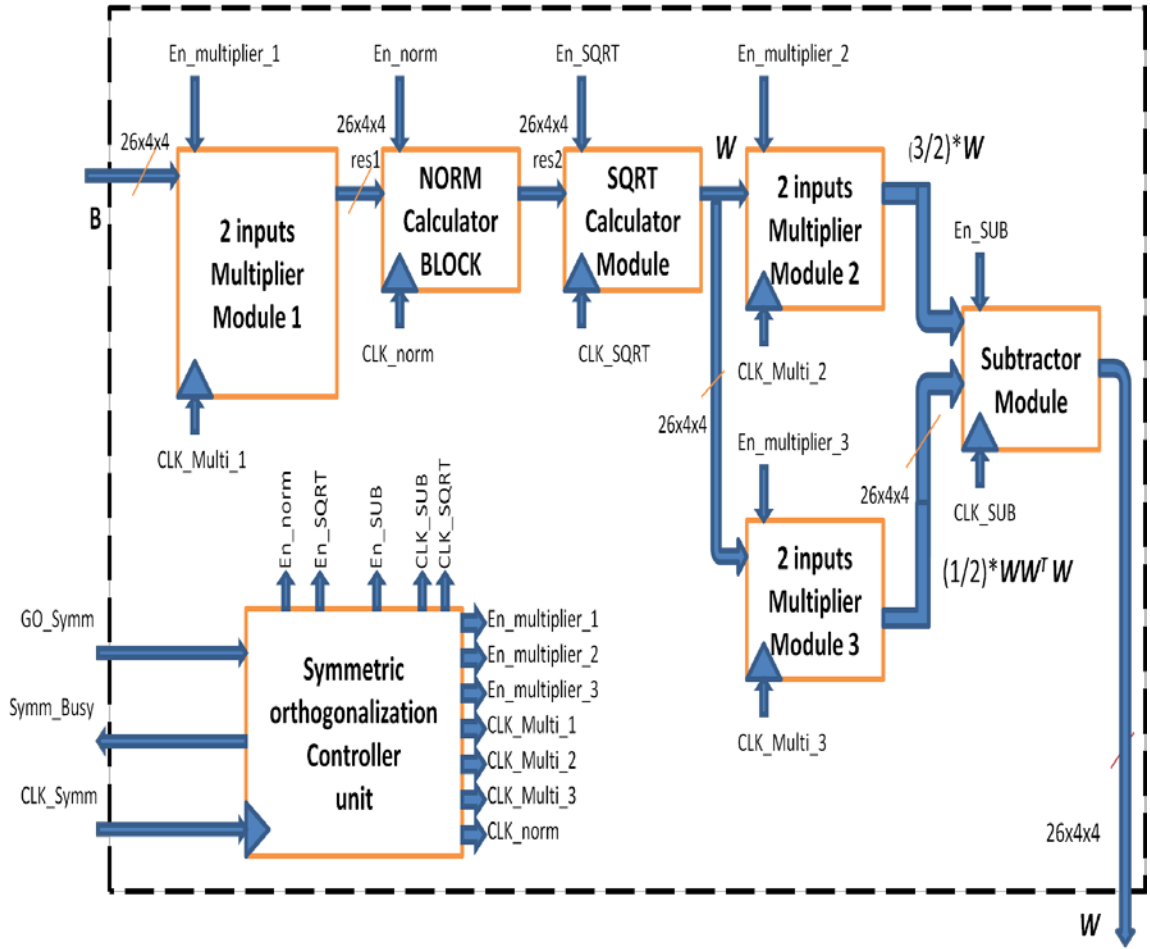 En_multiplier_1
En_norm
En_SQRT
En_multiplier_2
26x4x4
26x4x4
26x4x4
W
(3/2)*W
B
2 inputs
Multiplier
Module 1
res1
NORM
Calculator
BLOCK
res2
SQRT
Calculator
Module
2 inputs
Multiplier
Module 2
En_SUB
CLK_norm
CLK_SQRT
CLK_Multi_2
Subtractor
Module
26x4x4
En_multiplier_3
26x4x4
CLK_SUB
CLK_Multi_1
En_norm
En_SQRT
En_SUB
CLK_SUB
CLK_SQRT
2 inputs
Multiplier
Module 3
(1/2)*WWᵀW
CLK_Multi_3
GO_Symm
Symm_Busy
CLK_Symm
Symmetric
orthogonalization
Controller
unit
En_multiplier_1
En_multiplier_2
En_multiplier_3
CLK_Multi_1
CLK_Multi_2
CLK_Multi_3
CLK_norm
26x4x4
W